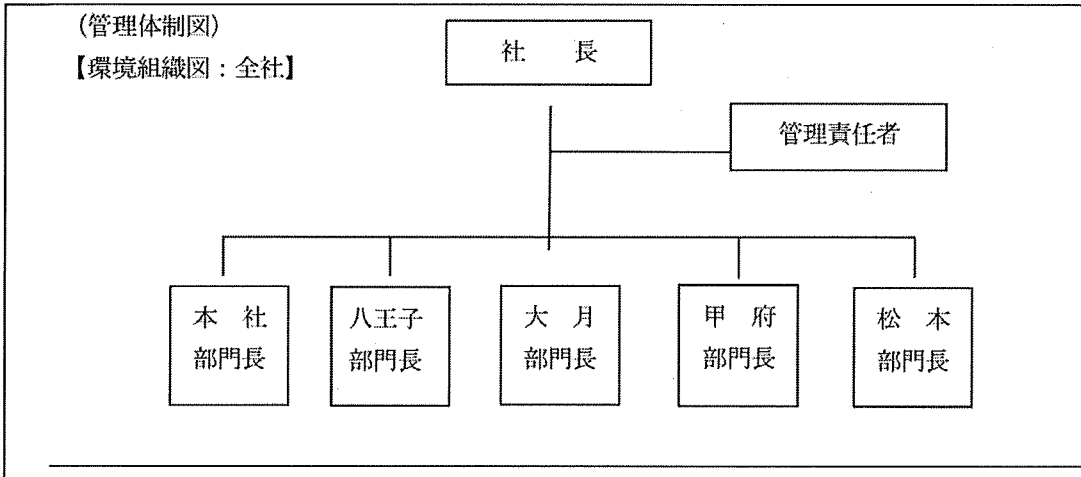 （管理体制図）
【環境組織図：全社】
社　長
管理責任者
本　社
部門長
八王子
部門長
大　月
部門長
甲　府
部門長
松　本
部門長